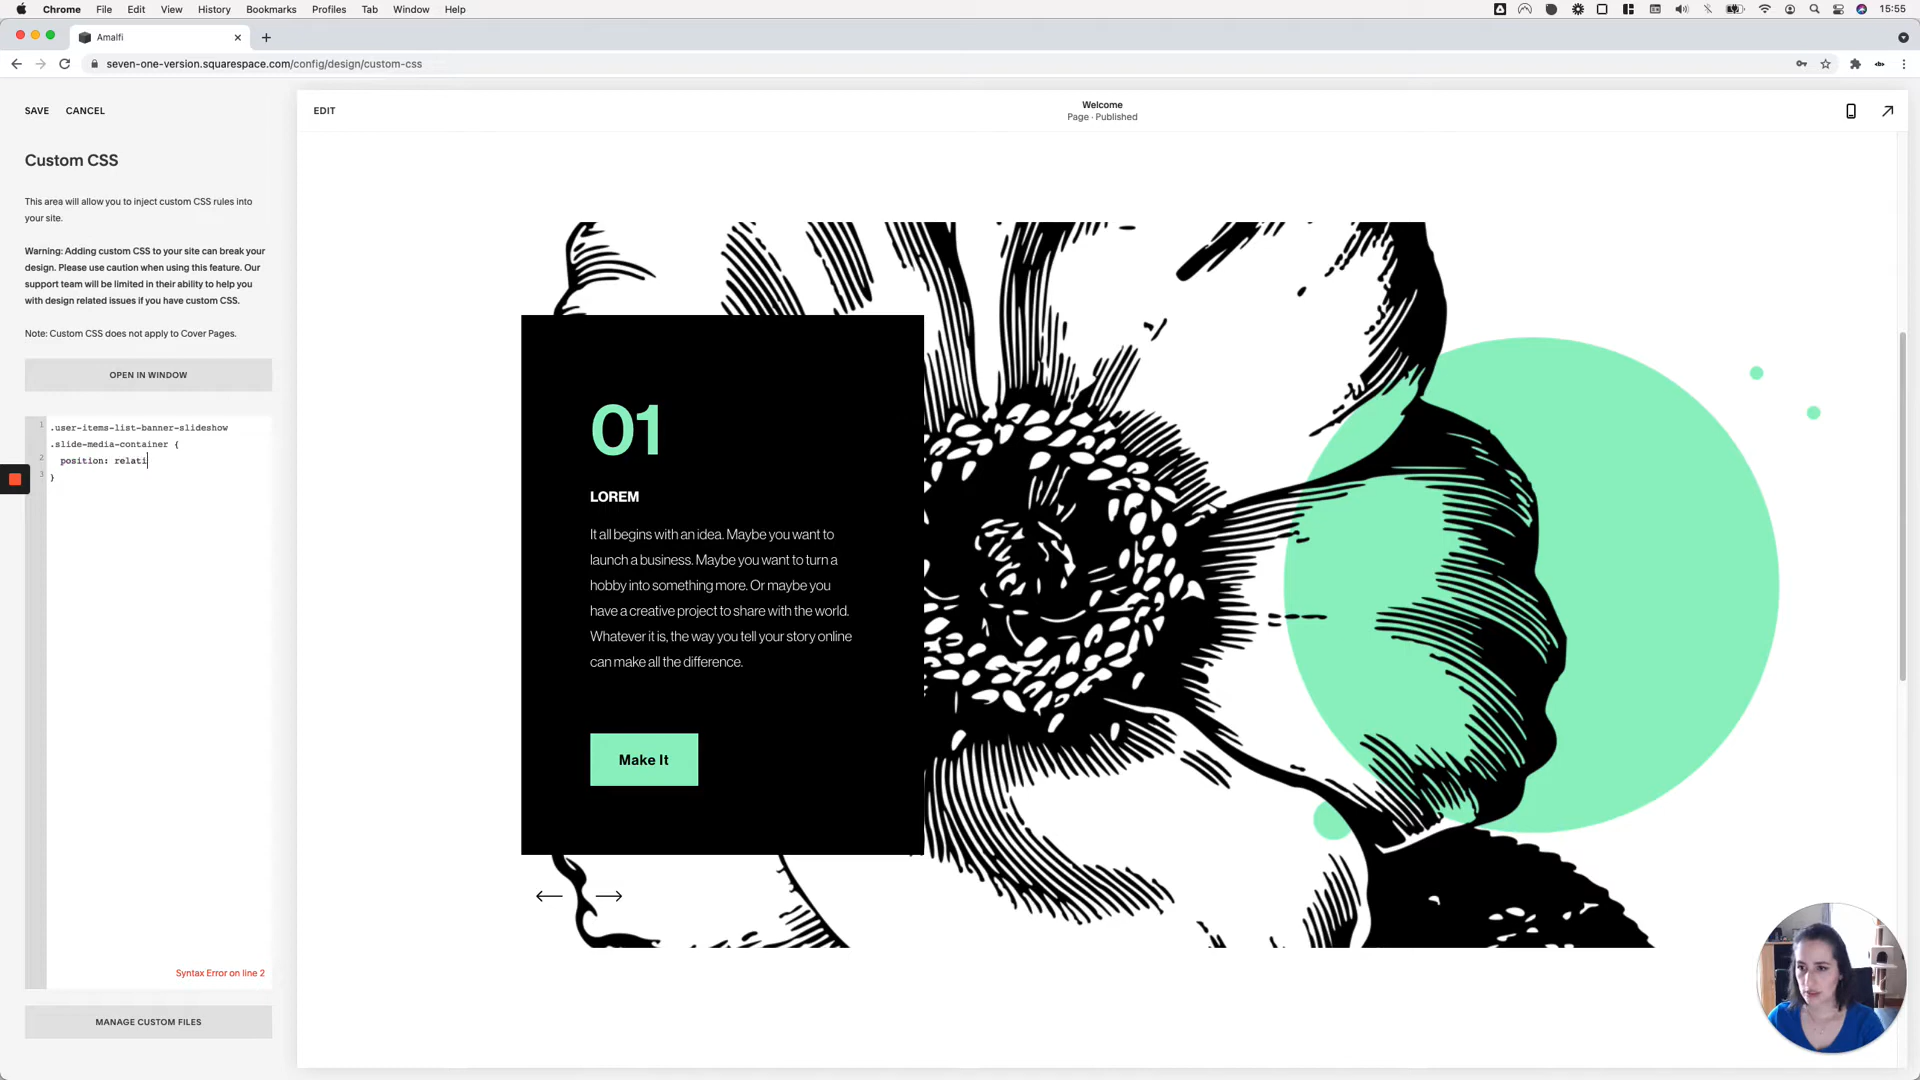 Chrome File Edit View History Bookmarks Profiles Tab Window Help 15:55
Amalfi
seven-one-version.squarespace.com/config/design/custom-css
SAVE CANCEL
Custom CSS
This area will allow you to inject custom CSS rules into
your site.
Warning: Adding custom CSS to your site can break your
design. Please use caution when using this feature. Our
support team will be limited in their ability to help you
with design related issues if you have custom CSS.
Note: Custom CSS does not apply to Cover Pages.
OPEN IN WINDOW
1 .user-items-list-banner-slideshow
.slide-media-container {
2 position: relati
3 }
Syntax Error on line 2
MANAGE CUSTOM FILES
EDIT
Welcome
Page · Published
01
LOREM
It all begins with an idea. Maybe you want to
launch a business. Maybe you want to turn a
hobby into something more. Or maybe you
have a creative project to share with the world.
Whatever it is, the way you tell your story online
can make all the difference.
Make It